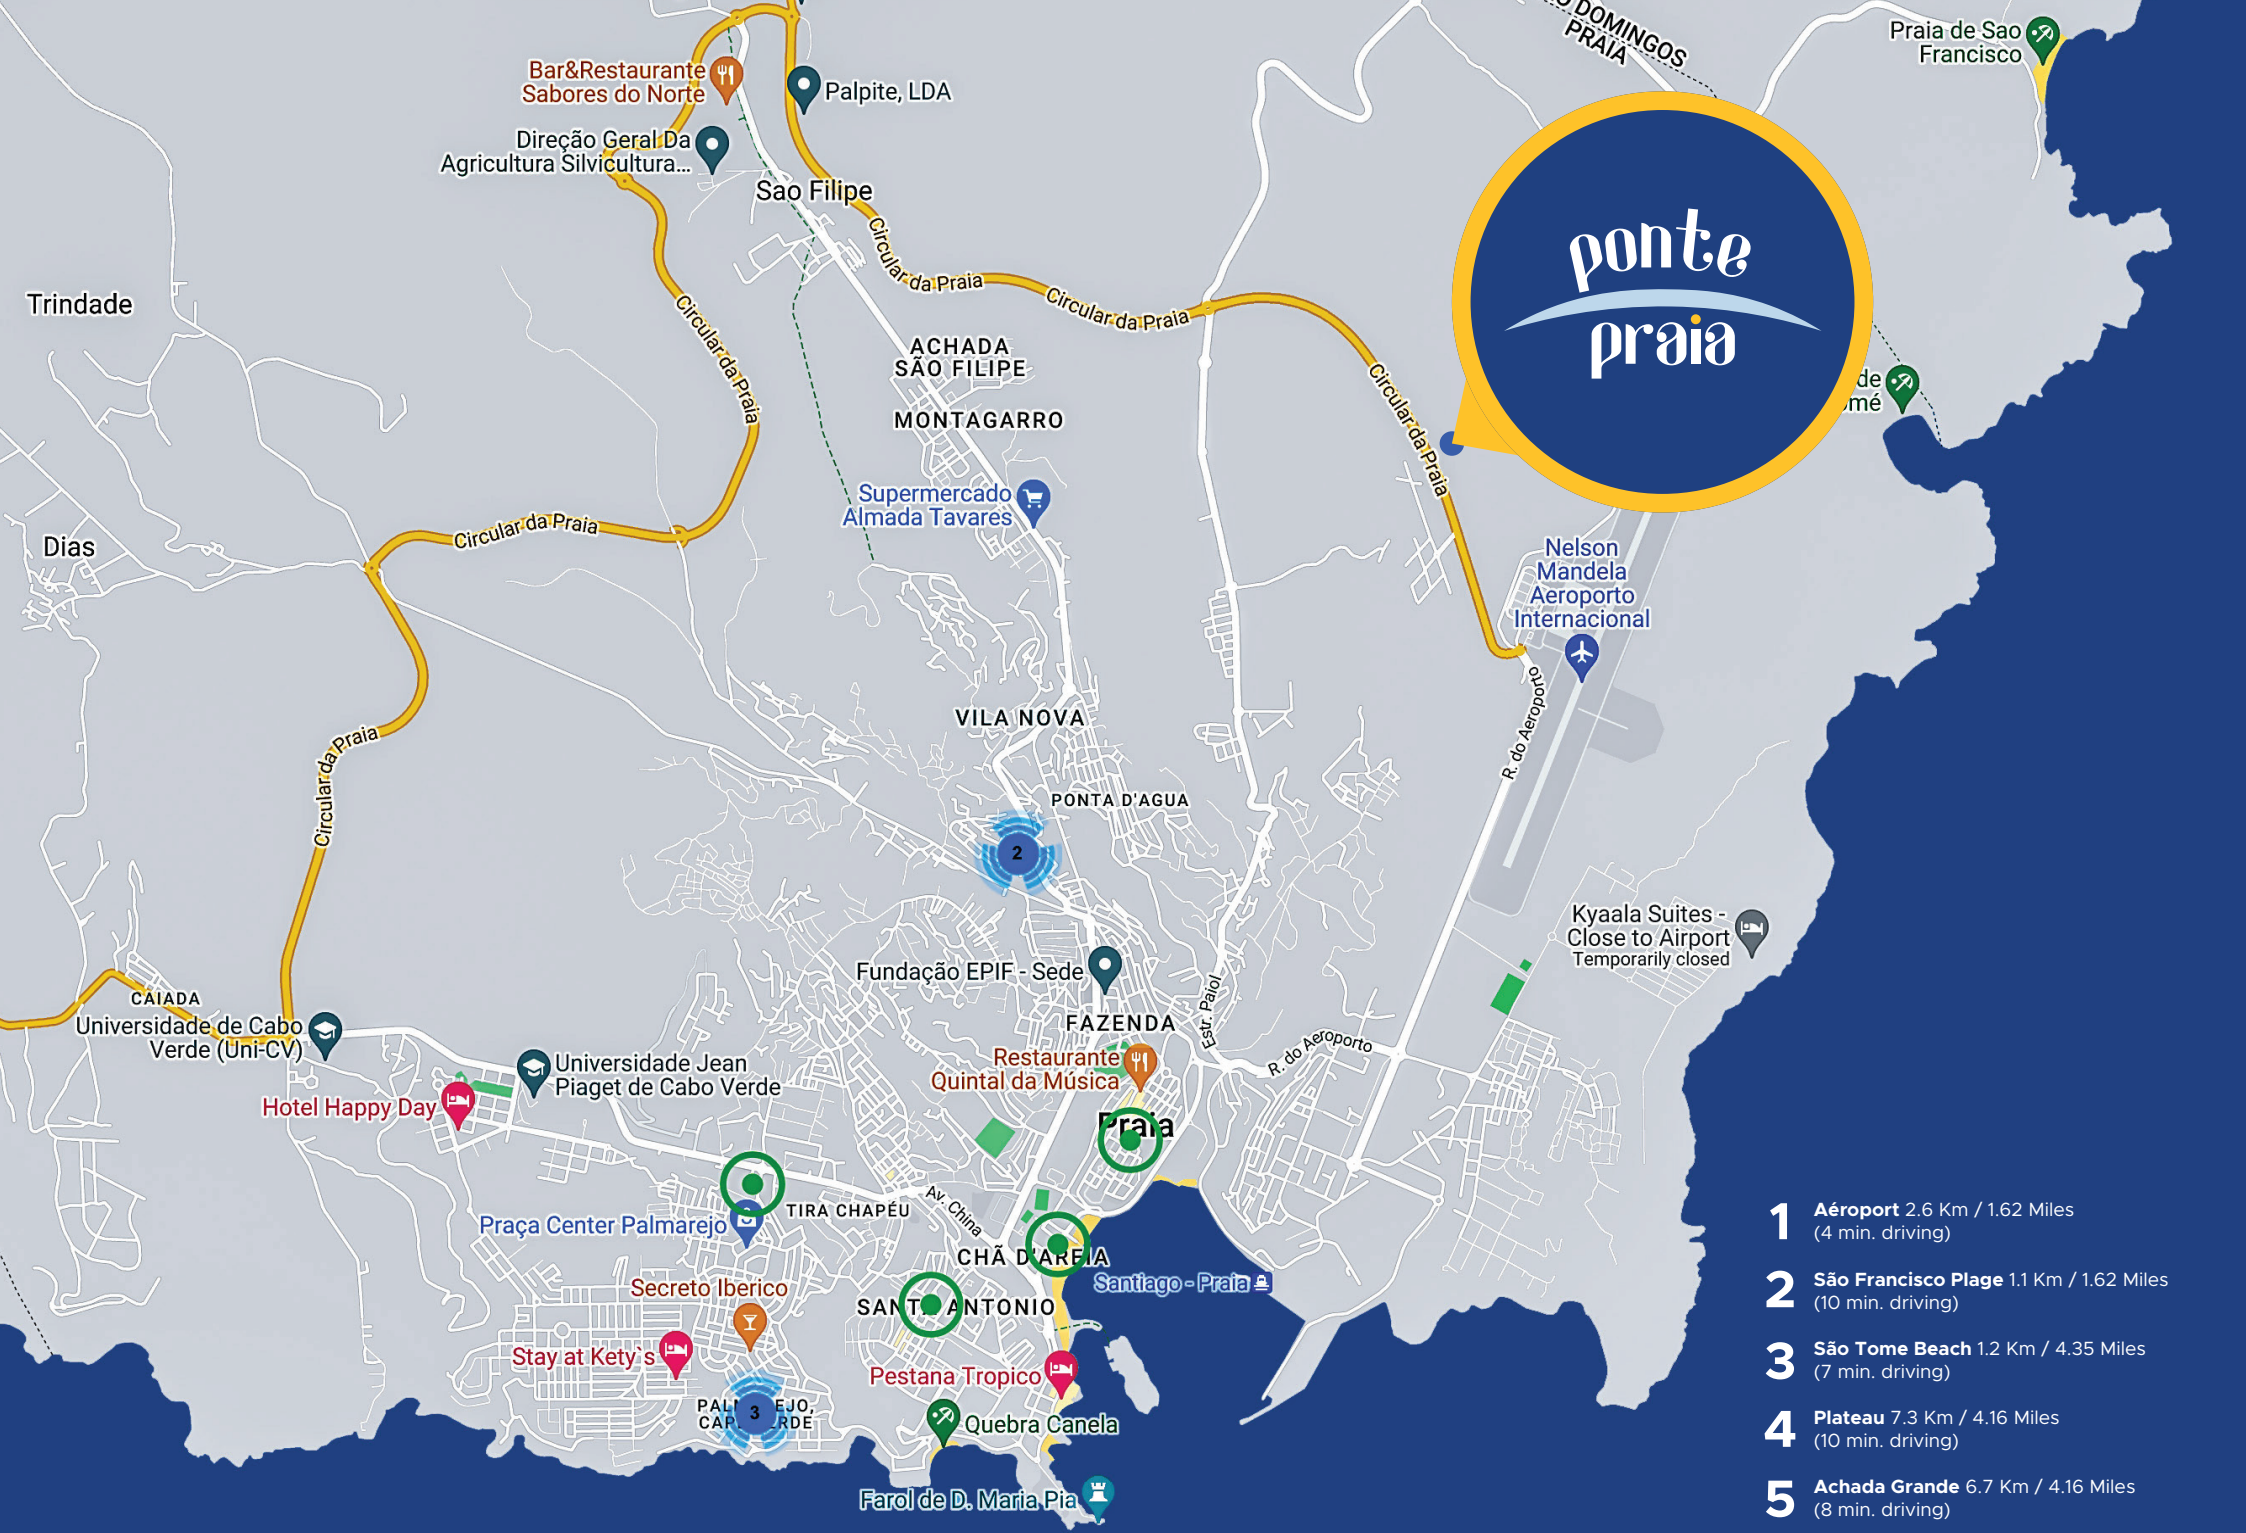 DOMINGOS
PRAIA
Praia de Sao
Francisco
Bar&Restaurante
Sabores do Norte
Palpite, LDA
Direção Geral Da
Agricultura Silvicultura...
Sao Filipe
Circular da Praia
Circular da Praia
Circular da Praia
Circular da Praia
Circular da Praia
Circular da Praia
ponte
praia
Trindade
ACHADA
SÃO FILIPE
MONTAGARRO
de
omé
Supermercado
Almada Tavares
Dias
Nelson
Mandela
Aeroporto
Internacional
R. do Aeroporto
VILA NOVA
PONTA D'AGUA
2
Kyaala Suites -
Close to Airport
Temporarily closed
Fundação EPIF - Sede
CAIADA
Universidade de Cabo
Verde (Uni-CV)
FAZENDA
Estr. Paiol
R. do Aeroporto
Restaurante
Quintal da Música
Universidade Jean
Piaget de Cabo Verde
Hotel Happy Day
Praia
TIRA CHAPÉU
Av. China
Praça Center Palmarejo
CHÃ D'AREIA
Santiago - Praia
Secreto Iberico
SANTA ANTONIO
Stay at Kety`s
Pestana Tropico
3
Quebra Canela
Farol de D. Maria Pia
1 Aéroport 2.6 Km / 1.62 Miles
(4 min. driving)
2 São Francisco Plage 1.1 Km / 1.62 Miles
(10 min. driving)
3 São Tome Beach 1.2 Km / 4.35 Miles
(7 min. driving)
4 Plateau 7.3 Km / 4.16 Miles
(10 min. driving)
5 Achada Grande 6.7 Km / 4.16 Miles
(8 min. driving)